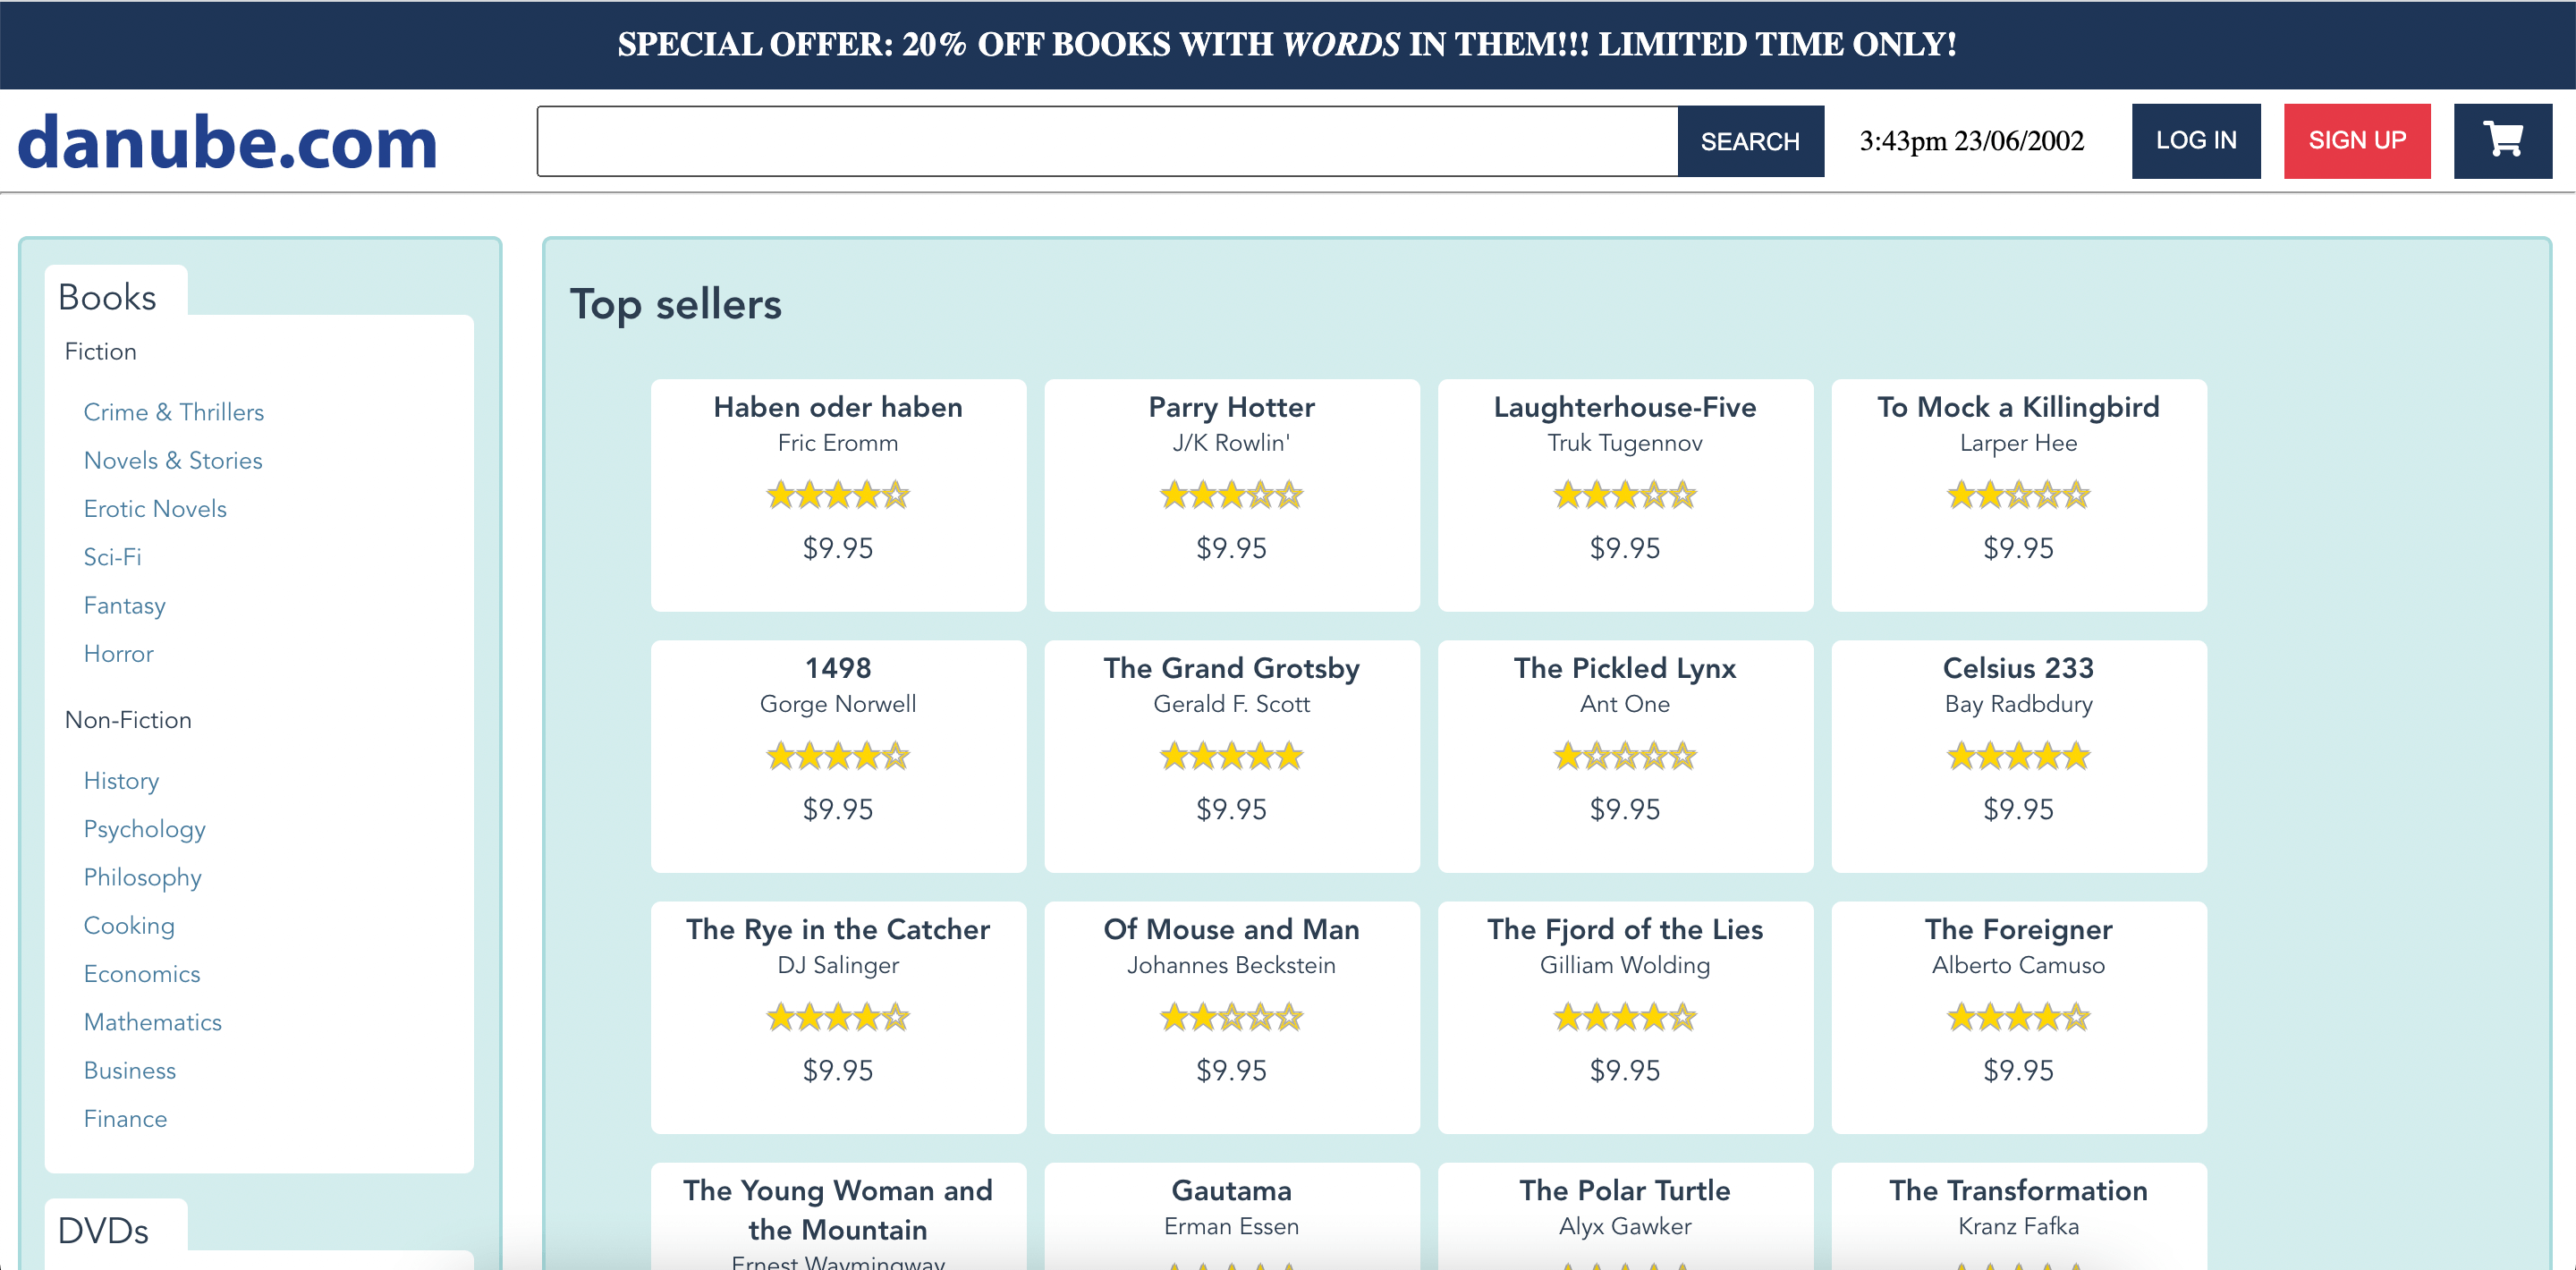 SPECIAL OFFER: 20% OFF BOOKS WITH WORDS IN THEM!!! LIMITED TIME ONLY!
danube.com
SEARCH
3:43pm 23/06/2002
LOG IN
SIGN UP
Books
Fiction
Crime & Thrillers
Novels & Stories
Erotic Novels
Sci-Fi
Fantasy
Horror
Non-Fiction
History
Psychology
Philosophy
Cooking
Economics
Mathematics
Business
Finance
DVDs
Top sellers
Haben oder haben
Fric Eromm
$9.95
Parry Hotter
J/K Rowlin'
$9.95
Laughterhouse-Five
Truk Tugennov
$9.95
To Mock a Killingbird
Larper Hee
$9.95
1498
Gorge Norwell
$9.95
The Grand Grotsby
Gerald F. Scott
$9.95
The Pickled Lynx
Ant One
$9.95
Celsius 233
Bay Radbdury
$9.95
The Rye in the Catcher
DJ Salinger
$9.95
Of Mouse and Man
Johannes Beckstein
$9.95
The Fjord of the Lies
Gilliam Wolding
$9.95
The Foreigner
Alberto Camuso
$9.95
The Young Woman and
the Mountain
Ernest Waymingway
Gautama
Erman Essen
The Polar Turtle
Alyx Gawker
The Transformation
Kranz Fafka